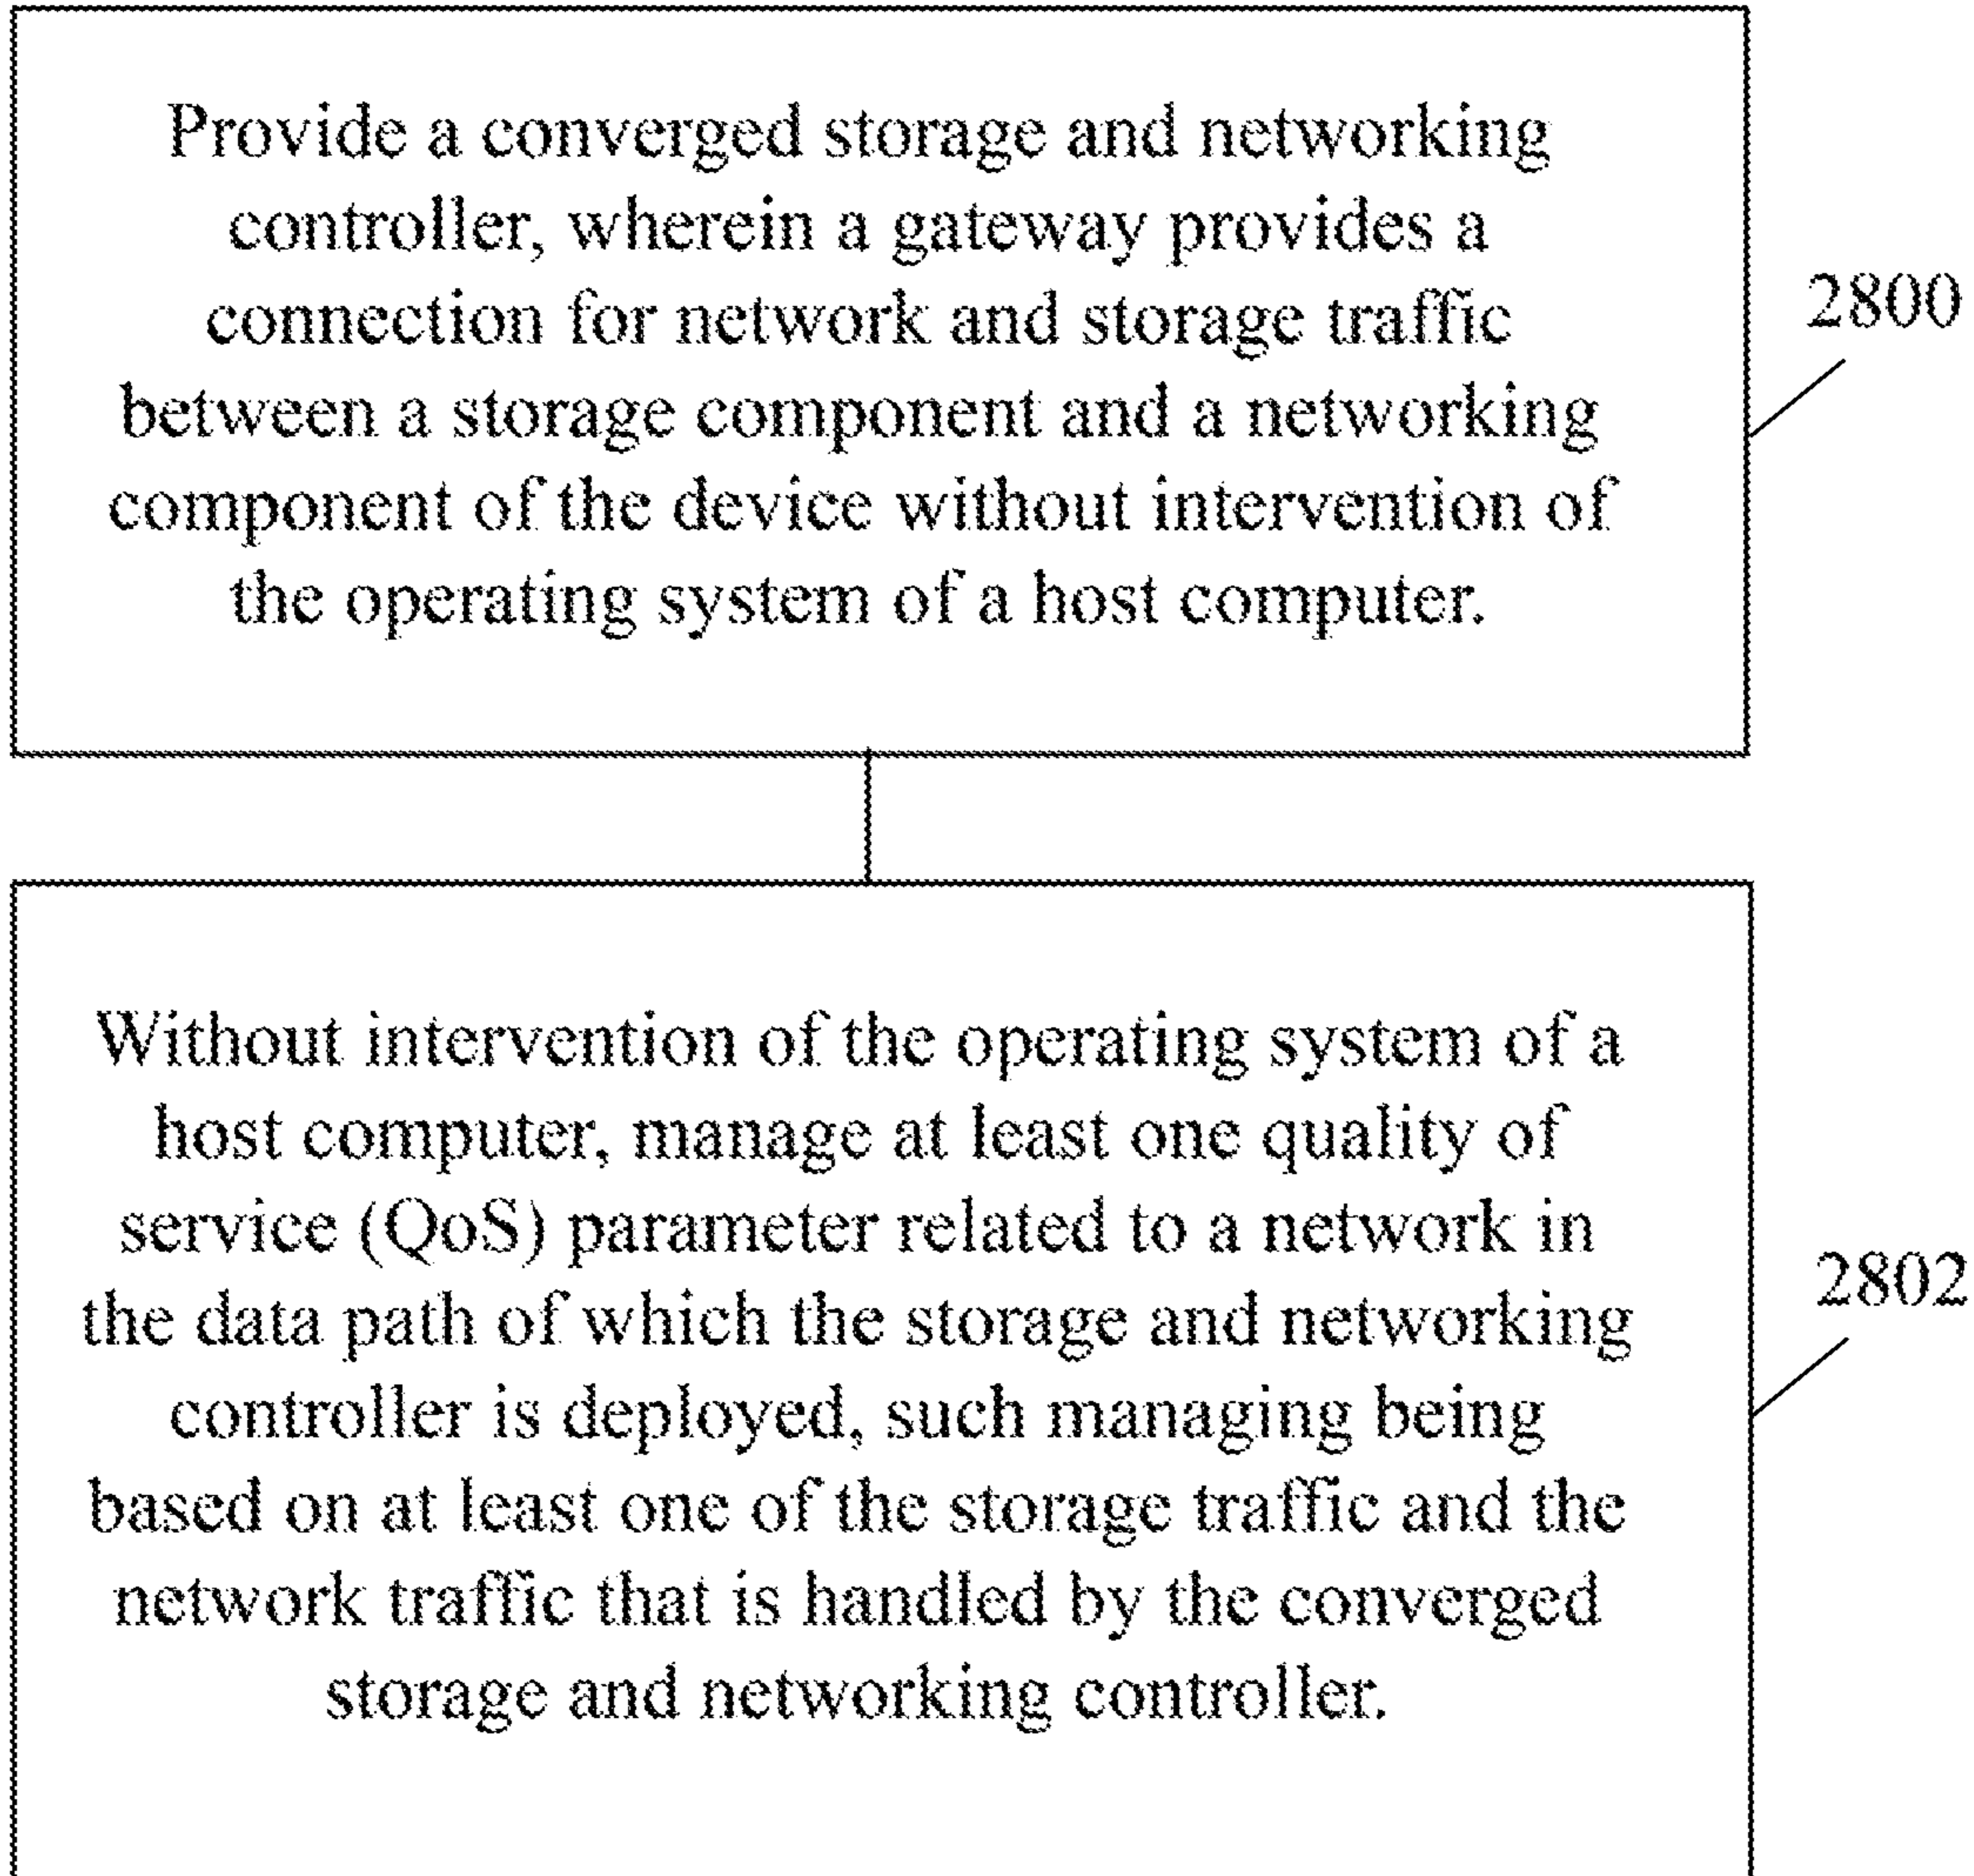 Provide a converged storage and networking
controller, wherein a gateway provides a
connection for network and storage traffic
between a storage component and a networking
component of the device without intervention of
the operating system of a host computer.
2800
Without intervention of the operating system of a
host computer, manage at least one quality of
service (QoS) parameter related to a network in
the data path of which the storage and networking
controller is deployed, such managing being
based on at least one of the storage traffic and the
network traffic that is handled by the converged
storage and networking controller.
2802